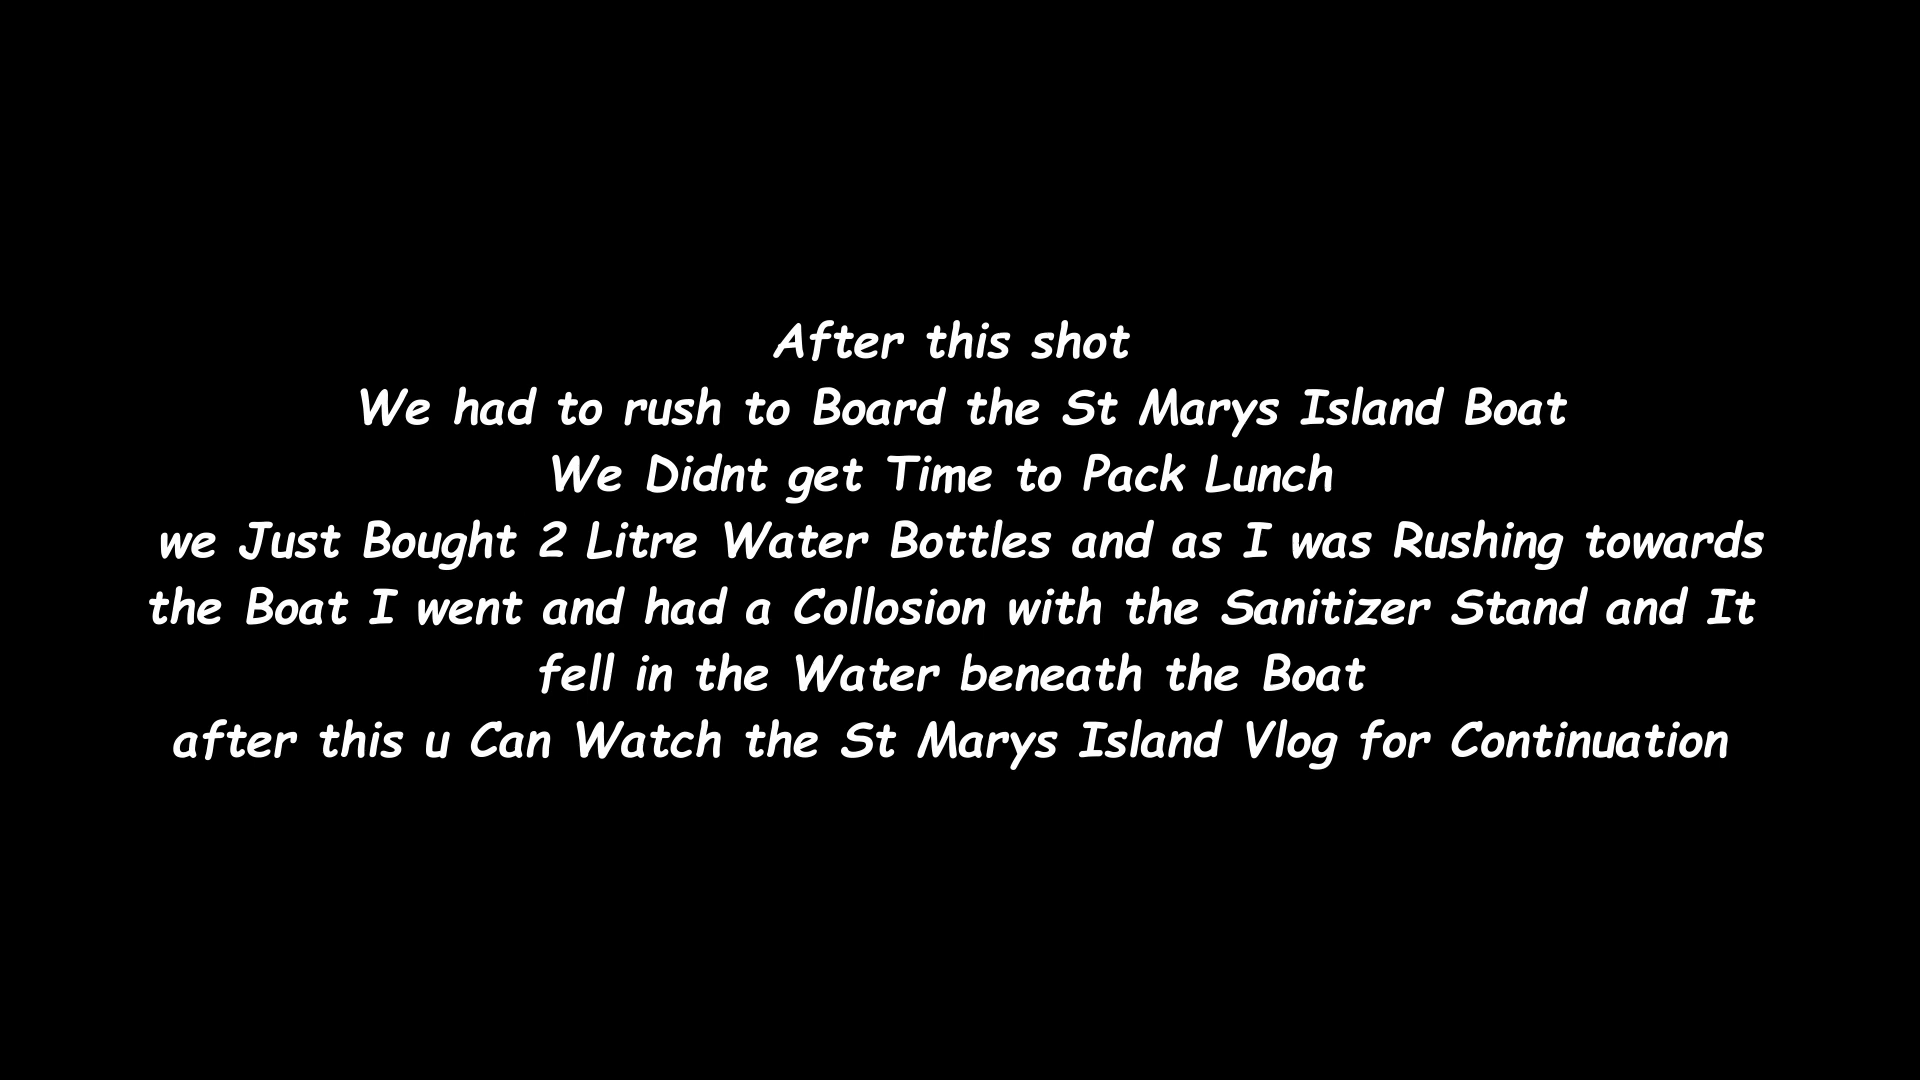 After this shot
We had to rush to Board the St Marys Island Boat
We Didnt get Time to Pack Lunch
we Just Bought 2 Litre Water Bottles and as I was Rushing towards
the Boat I went and had a Collosion with the Sanitizer Stand and It
fell in the Water beneath the Boat
after this u Can Watch the St Marys Island Vlog for Continuation